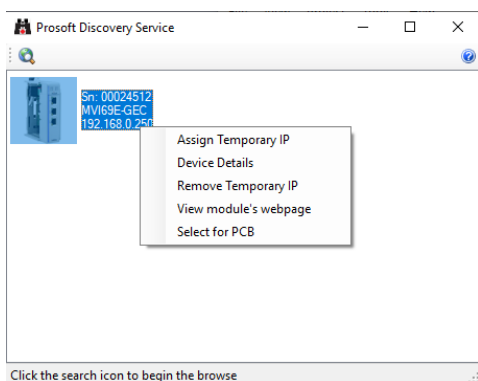 Prosoft Discovery Service
Sn: 00024512
MVI69E-GEC
192.168.0.250
Assign Temporary IP
Device Details
Remove Temporary IP
View module's webpage
Select for PCB
Click the search icon to begin the browse